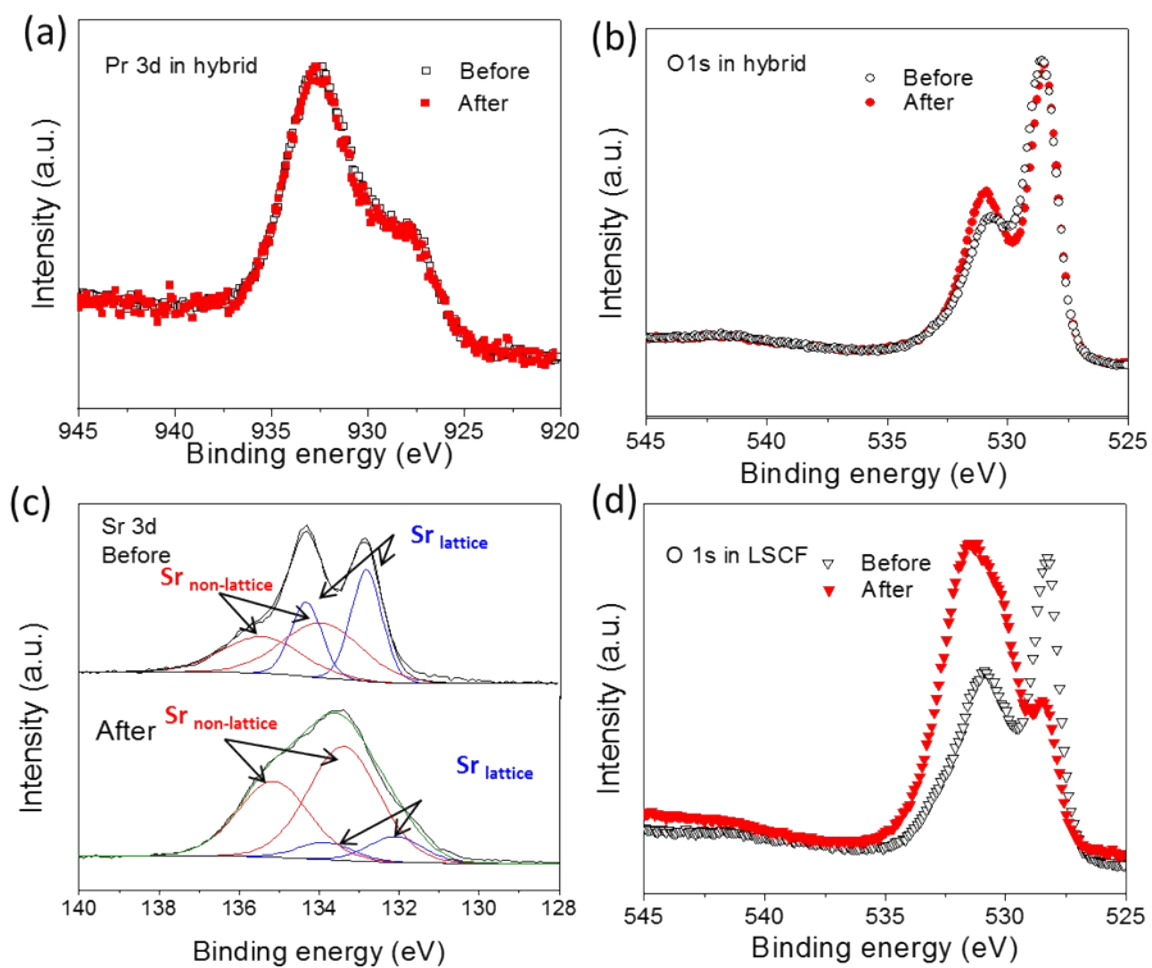 (a)
Pr 3d in hybrid
Before
After
Intensity (a.u.)
945 940 935 930 925 920
Binding energy (eV)
(b)
O1s in hybrid
Before
After
Intensity (a.u.)
545 540 535 530 525
Binding energy (eV)
(c)
Sr 3d
Before
Sr lattice
Sr non-lattice
After
Sr non-lattice
Sr lattice
Intensity (a.u.)
140 138 135 134 132 130 128
Binding energy (eV)
(d)
O 1s in LSCF
Before
After
Intensity (a.u.)
545 540 535 530 525
Binding energy (eV)